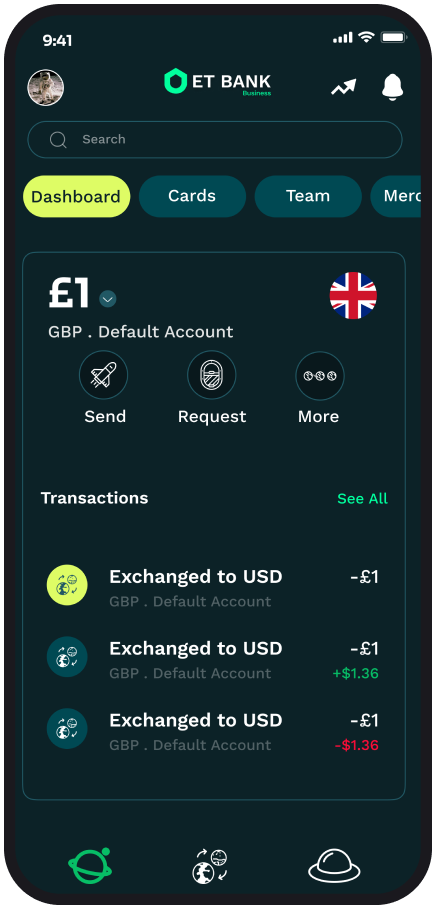 9:41
ET BANK
Business
Search
Dashboard
Cards
Team
Merc
£1
GBP . Default Account
Send
Request
More
Transactions
See All
Exchanged to USD
-£1
GBP . Default Account
Exchanged to USD
-£1
GBP . Default Account
+$1.36
Exchanged to USD
-£1
GBP . Default Account
-$1.36